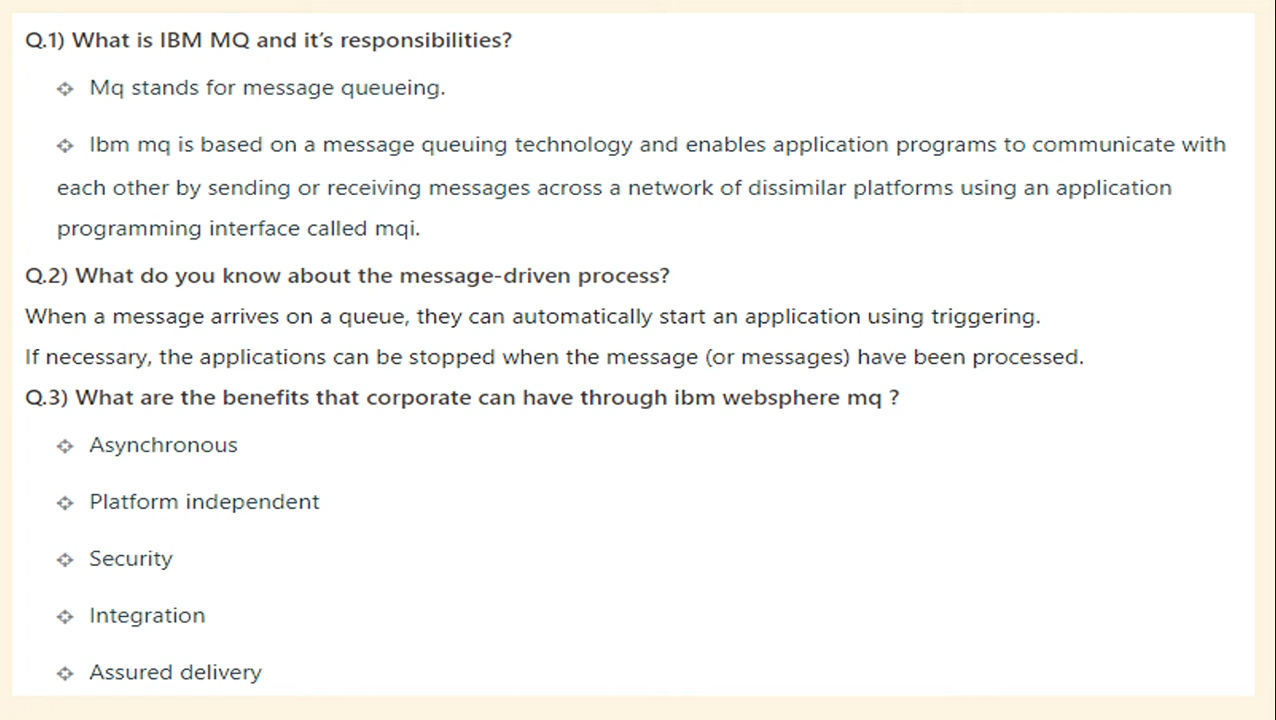 Q.1) What is IBM MQ and it's responsibilities?
Mq stands for message queueing.
Ibm mq is based on a message queuing technology and enables application programs to communicate with
each other by sending or receiving messages across a network of dissimilar platforms using an application
programming interface called mqi.
Q.2) What do you know about the message-driven process?
When a message arrives on a queue, they can automatically start an application using triggering.
If necessary, the applications can be stopped when the message (or messages) have been processed.
Q.3) What are the benefits that corporate can have through ibm websphere mq ?
Asynchronous
Platform independent
Security
Integration
Assured delivery